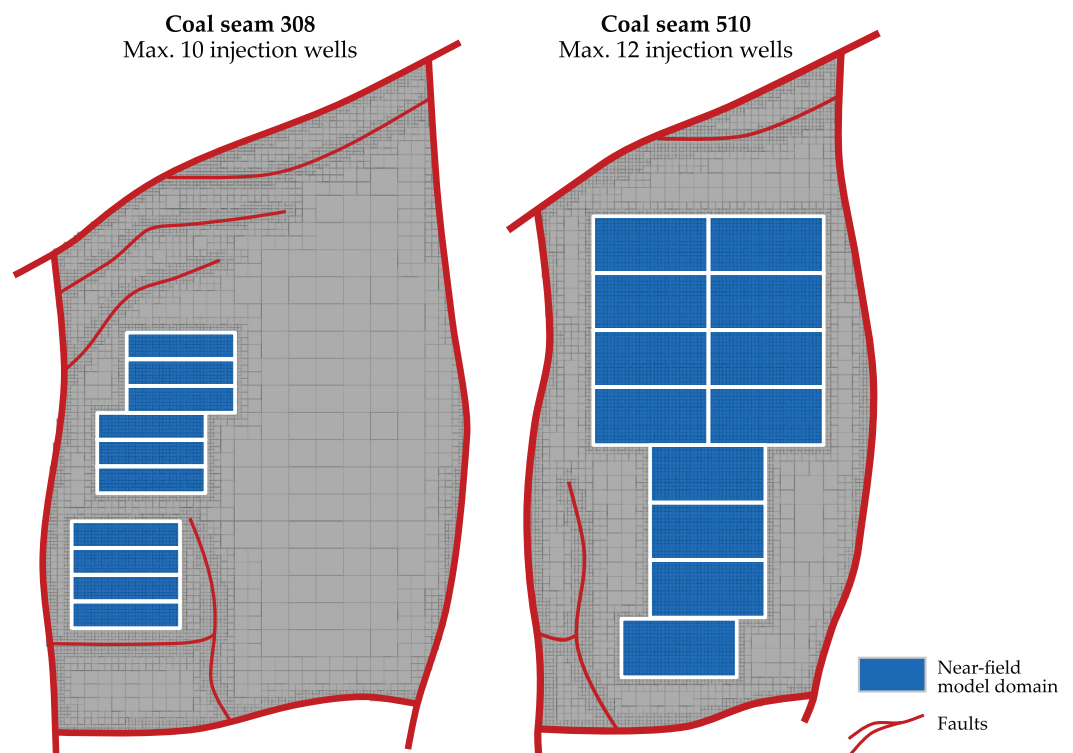 Coal seam 308
Max. 10 injection wells
Coal seam 510
Max. 12 injection wells
Near-field
model domain
Faults